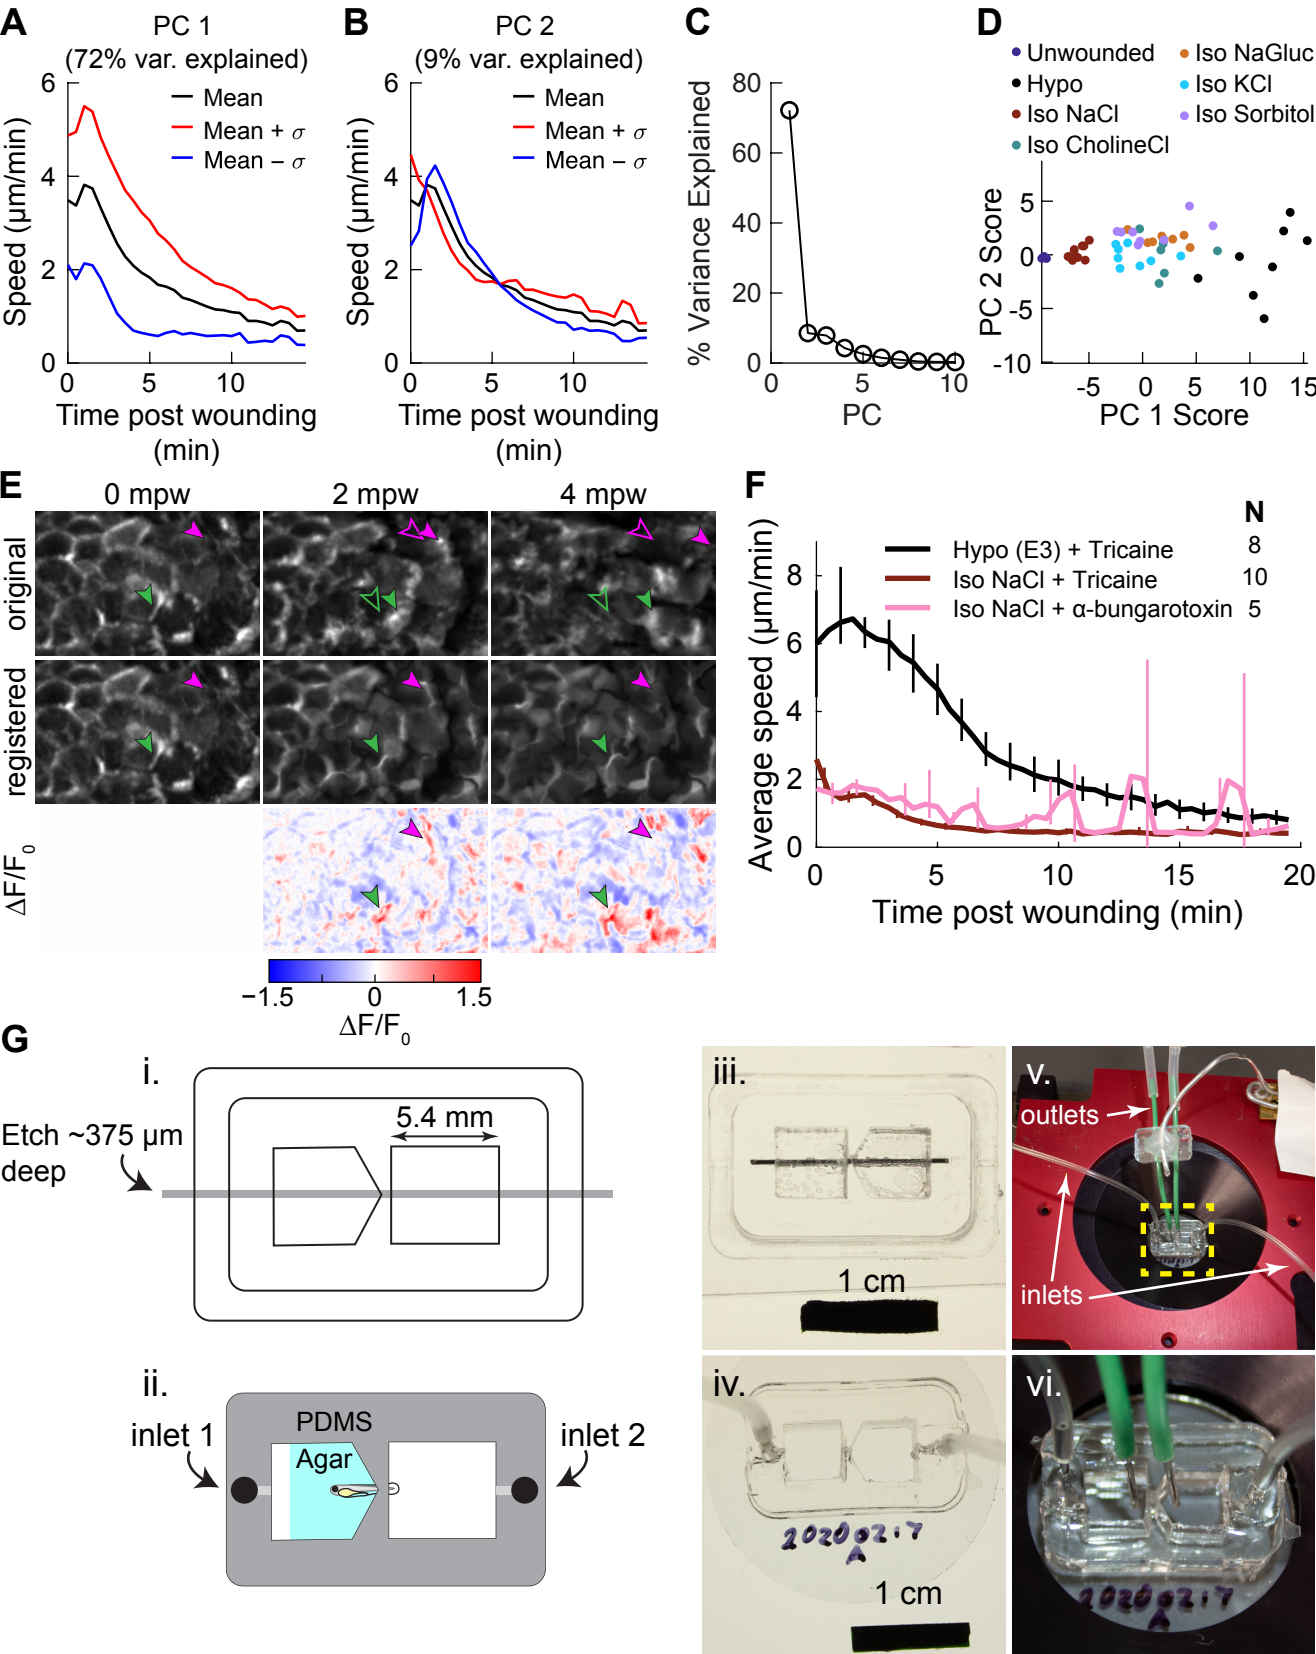 A
PC 1
(72% var. explained)
6
4
2
0
Speed (μm/min)
Mean
Mean + σ
Mean − σ
0 5 10
Time post wounding
(min)
B
PC 2
(9% var. explained)
6
4
2
0
Speed (μm/min)
Mean
Mean + σ
Mean − σ
0 5 10
Time post wounding
(min)
C
80
60
40
20
0
% Variance Explained
0 5 10
PC
D
Unwounded
Hypo
Iso NaCl
Iso CholineCl
Iso NaGluc
Iso KCl
Iso Sorbitol
5
0
-5
-10
PC 2 Score
-5 0 5 10 15
PC 1 Score
E
0 mpw 2 mpw 4 mpw
original
registered
ΔF/F0
−1.5 0 1.5
ΔF/F0
F
N
Hypo (E3) + Tricaine 8
Iso NaCl + Tricaine 10
Iso NaCl + α-bungarotoxin 5
8
6
4
2
0
Average speed (μm/min)
0 5 10 15 20
Time post wounding (min)
G
i.
5.4 mm
Etch ~375 μm
deep
ii.
PDMS
Agar
inlet 1
inlet 2
iii.
1 cm
iv.
20200217
A
1 cm
v.
outlets
inlets
vi.
20200217
A